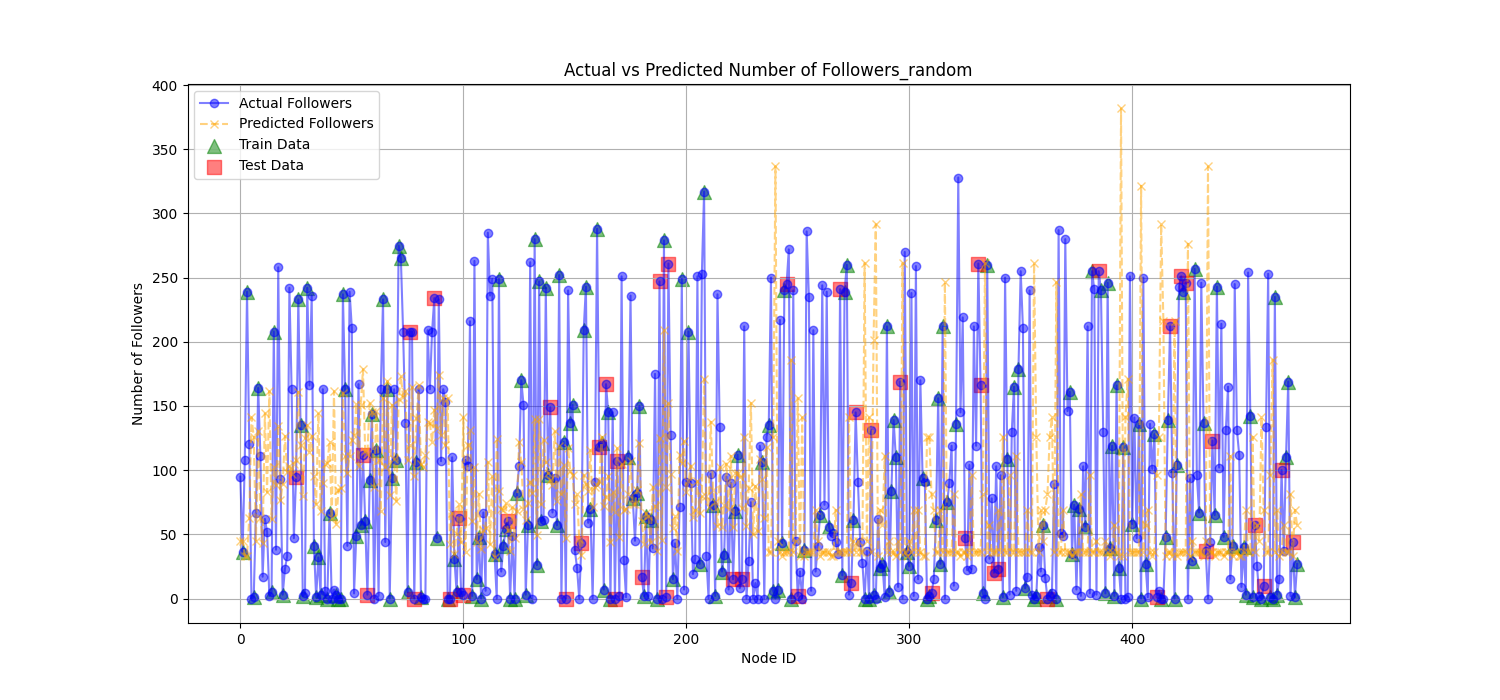 Actual vs Predicted Number of Followers_random
Actual Followers
Predicted Followers
Train Data
Test Data
Number of Followers
400
350
300
250
200
150
100
50
0
0 100 200 300 400
Node ID